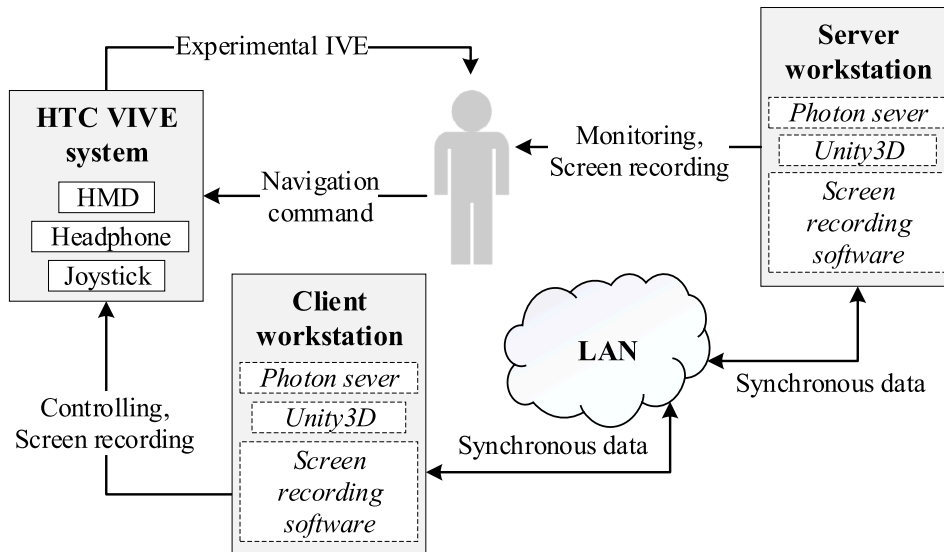 Experimental IVE
HTC VIVE
system
HMD
Headphone
Joystick
Navigation
command
Monitoring,
Screen recording
Server
workstation
Photon sever
Unity3D
Screen
recording
software
Client
workstation
Photon sever
Unity3D
Screen
recording
software
Controlling,
Screen recording
LAN
Synchronous data
Synchronous data